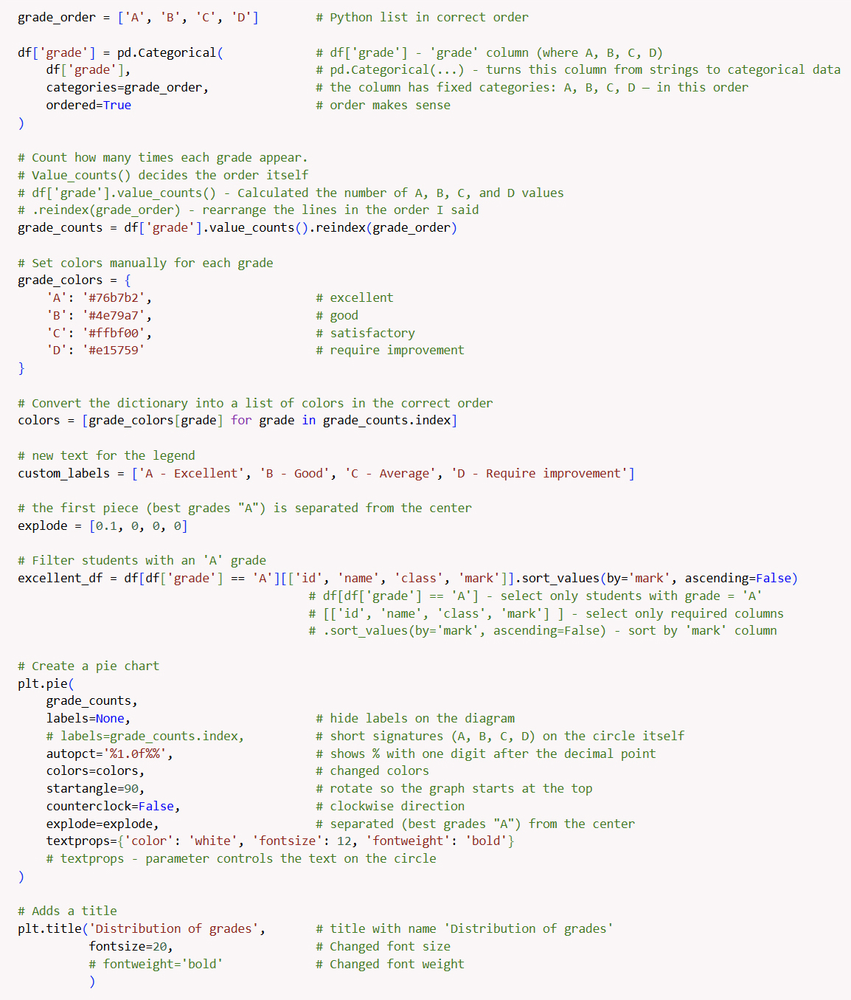 grade_order = ['A', 'B', 'C', 'D']        # Python list in correct order
df['grade'] = pd.Categorical(             # df['grade'] - 'grade' column (where A, B, C, D)
    df['grade'],                          # pd.Categorical(...) - turns this column from strings to categorical data
    categories=grade_order,               # the column has fixed categories: A, B, C, D — in this order
    ordered=True                          # order makes sense
)
# Count how many times each grade appear.
# Value_counts() decides the order itself
# df['grade'].value_counts() - Calculated the number of A, B, C, and D values
# .reindex(grade_order) - rearrange the lines in the order I said
grade_counts = df['grade'].value_counts().reindex(grade_order)
# Set colors manually for each grade
grade_colors = {
    'A': '#76b7b2',                       # excellent
    'B': '#4e79a7',                       # good
    'C': '#ffbf00',                       # satisfactory
    'D': '#e15759'                        # require improvement
}
# Convert the dictionary into a list of colors in the correct order
colors = [grade_colors[grade] for grade in grade_counts.index]
# new text for the legend
custom_labels = ['A - Excellent', 'B - Good', 'C - Average', 'D - Require improvement']
# the first piece (best grades "A") is separated from the center
explode = [0.1, 0, 0, 0]
# Filter students with an 'A' grade
excellent_df = df[df['grade'] == 'A'][['id', 'name', 'class', 'mark']].sort_values(by='mark', ascending=False)
                                         # df[df['grade'] == 'A'] - select only students with grade = 'A'
                                         # [['id', 'name', 'class', 'mark'] ] - select only required columns
                                         # .sort_values(by='mark', ascending=False) - sort by 'mark' column
# Create a pie chart
plt.pie(
    grade_counts,
    labels=None,                          # hide labels on the diagram
    # labels=grade_counts.index,          # short signatures (A, B, C, D) on the circle itself
    autopct='%1.0f%%',                    # shows % with one digit after the decimal point
    colors=colors,                        # changed colors
    startangle=90,                        # rotate so the graph starts at the top
    counterclock=False,                   # clockwise direction
    explode=explode,                      # separated (best grades "A") from the center
    textprops={'color': 'white', 'fontsize': 12, 'fontweight': 'bold'}
    # textprops - parameter controls the text on the circle
)
# Adds a title
plt.title('Distribution of grades',       # title with name 'Distribution of grades'
          fontsize=20,                    # Changed font size
          # fontweight='bold'             # Changed font weight
          )